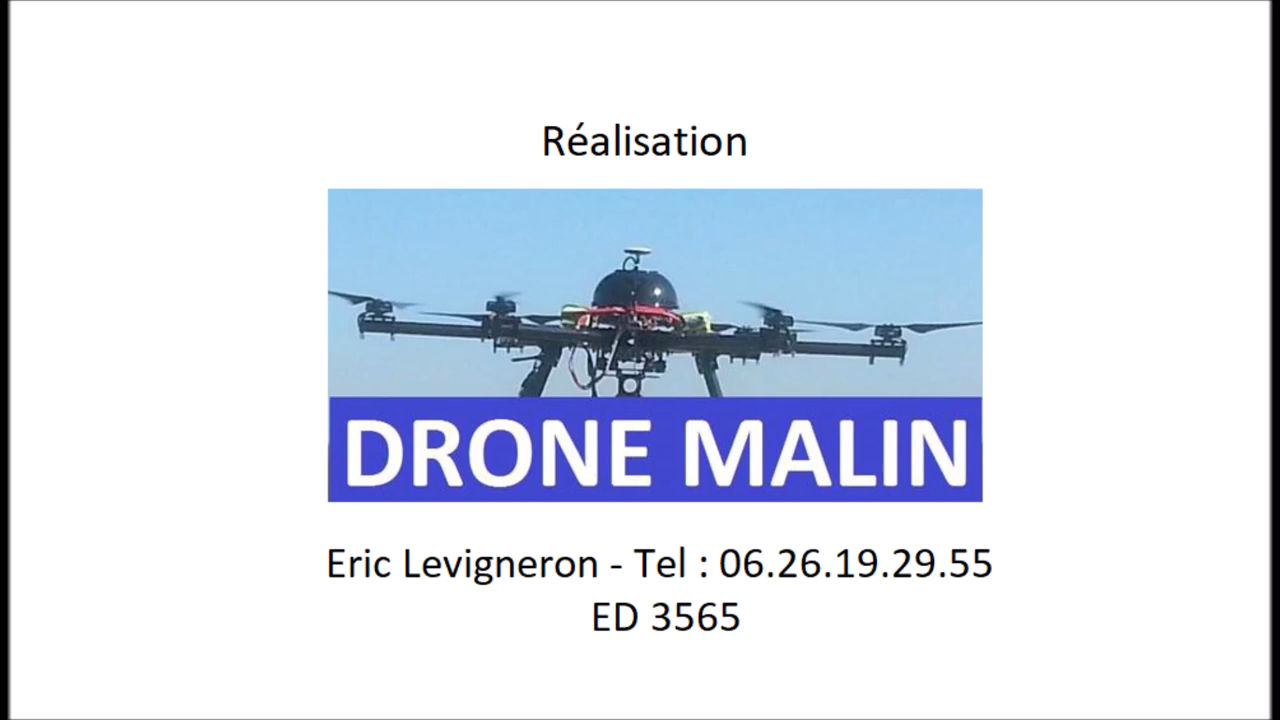 Réalisation
DRONE MALIN
Eric Levigneron - Tel : 06.26.19.29.55
ED 3565